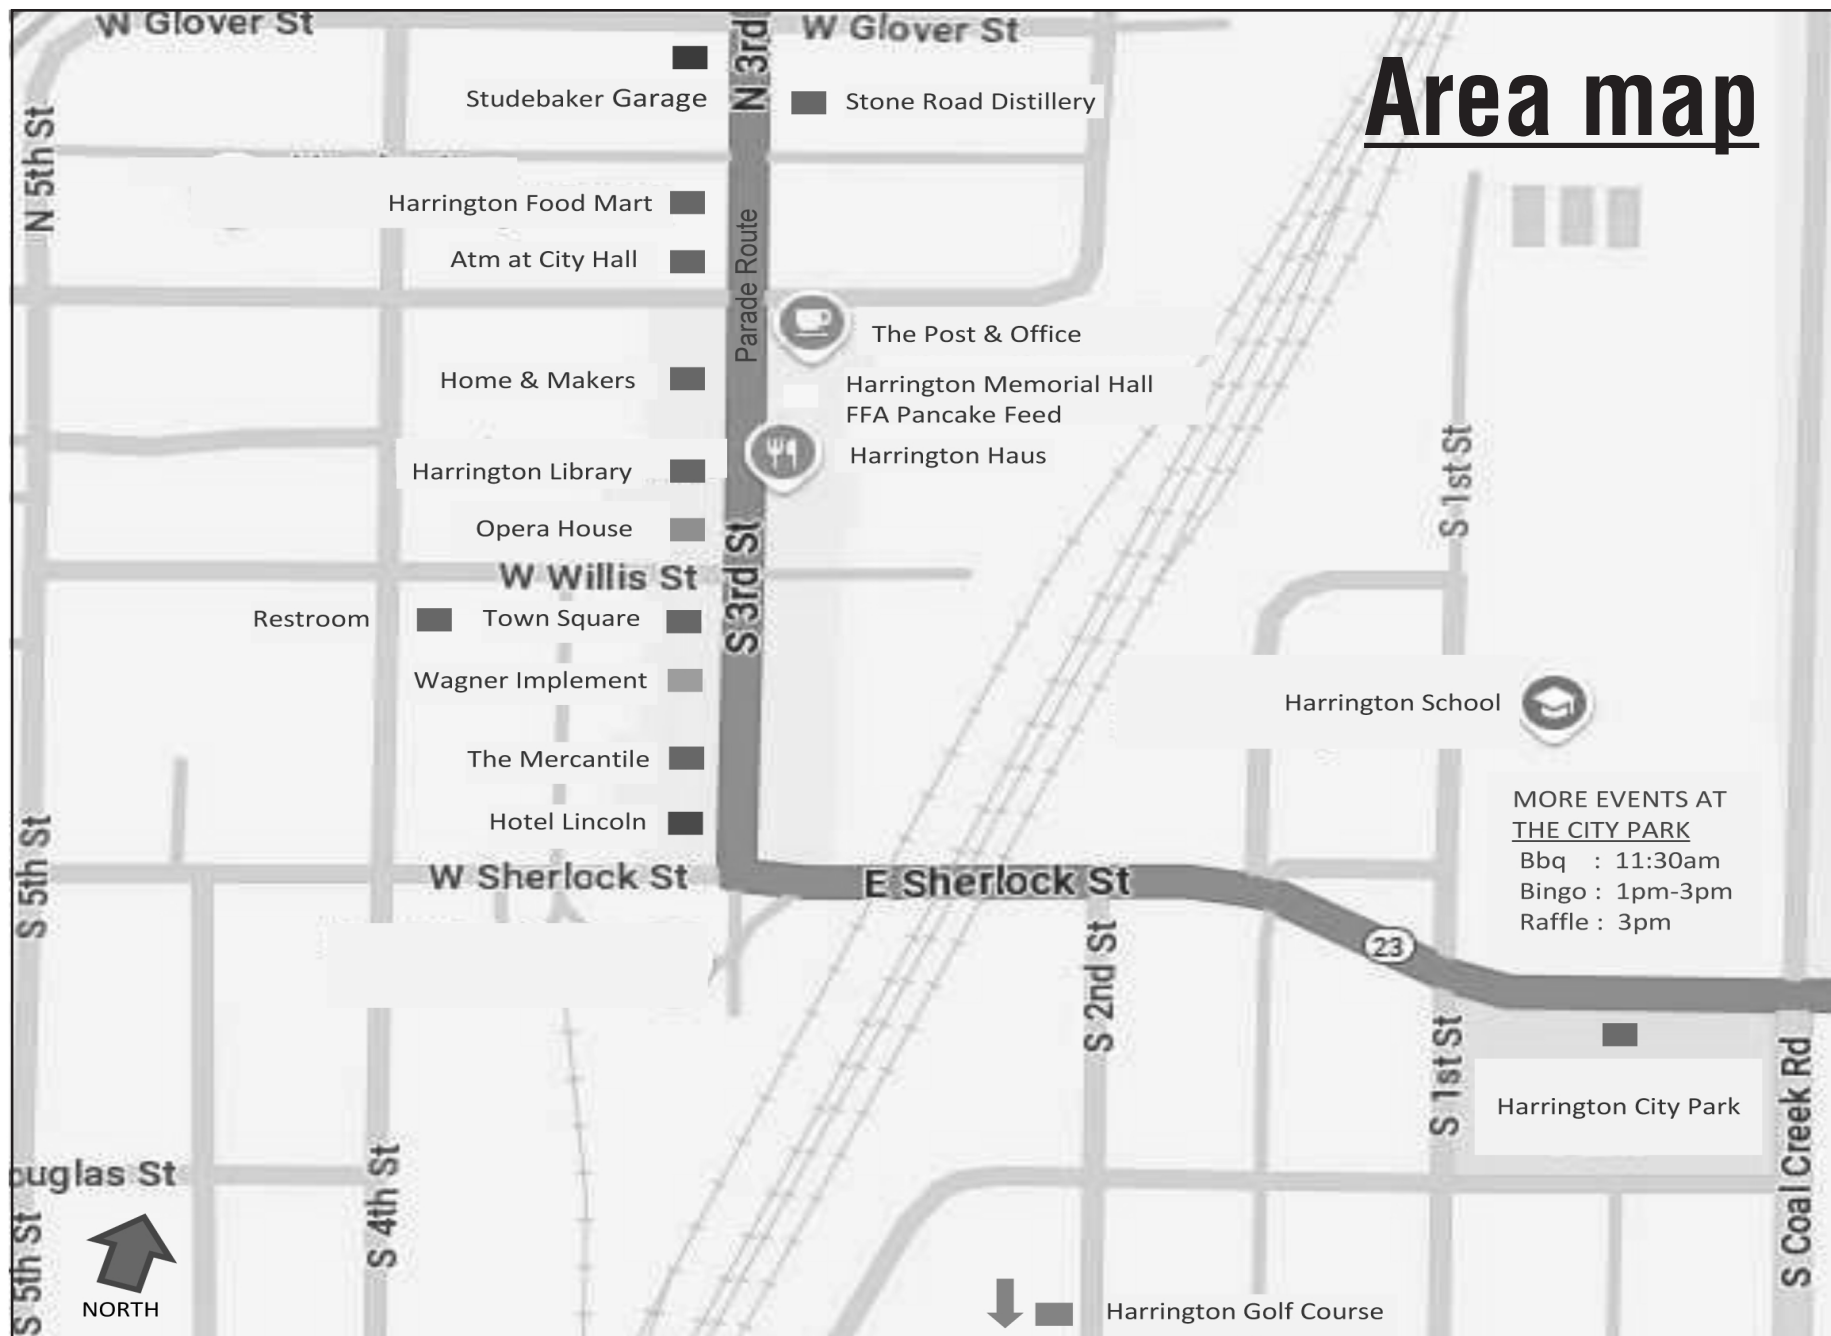 W Glover St
N 3rd
W Glover St
Area map
Studebaker Garage
Stone Road Distillery
N 5th St
Harrington Food Mart
Atm at City Hall
Parade Route
The Post & Office
Home & Makers
Harrington Memorial Hall
FFA Pancake Feed
Harrington Haus
Harrington Library
S 1st St
Opera House
W Willis St
S 3rd St
Restroom
Town Square
Wagner Implement
Harrington School
The Mercantile
Hotel Lincoln
MORE EVENTS AT
THE CITY PARK
Bbq : 11:30am
Bingo : 1pm-3pm
Raffle : 3pm
S 5th St
W Sherlock St
E Sherlock St
23
S 2nd St
S 1st St
Harrington City Park
S Coal Creek Rd
uglas St
S 4th St
S 5th St
NORTH
Harrington Golf Course